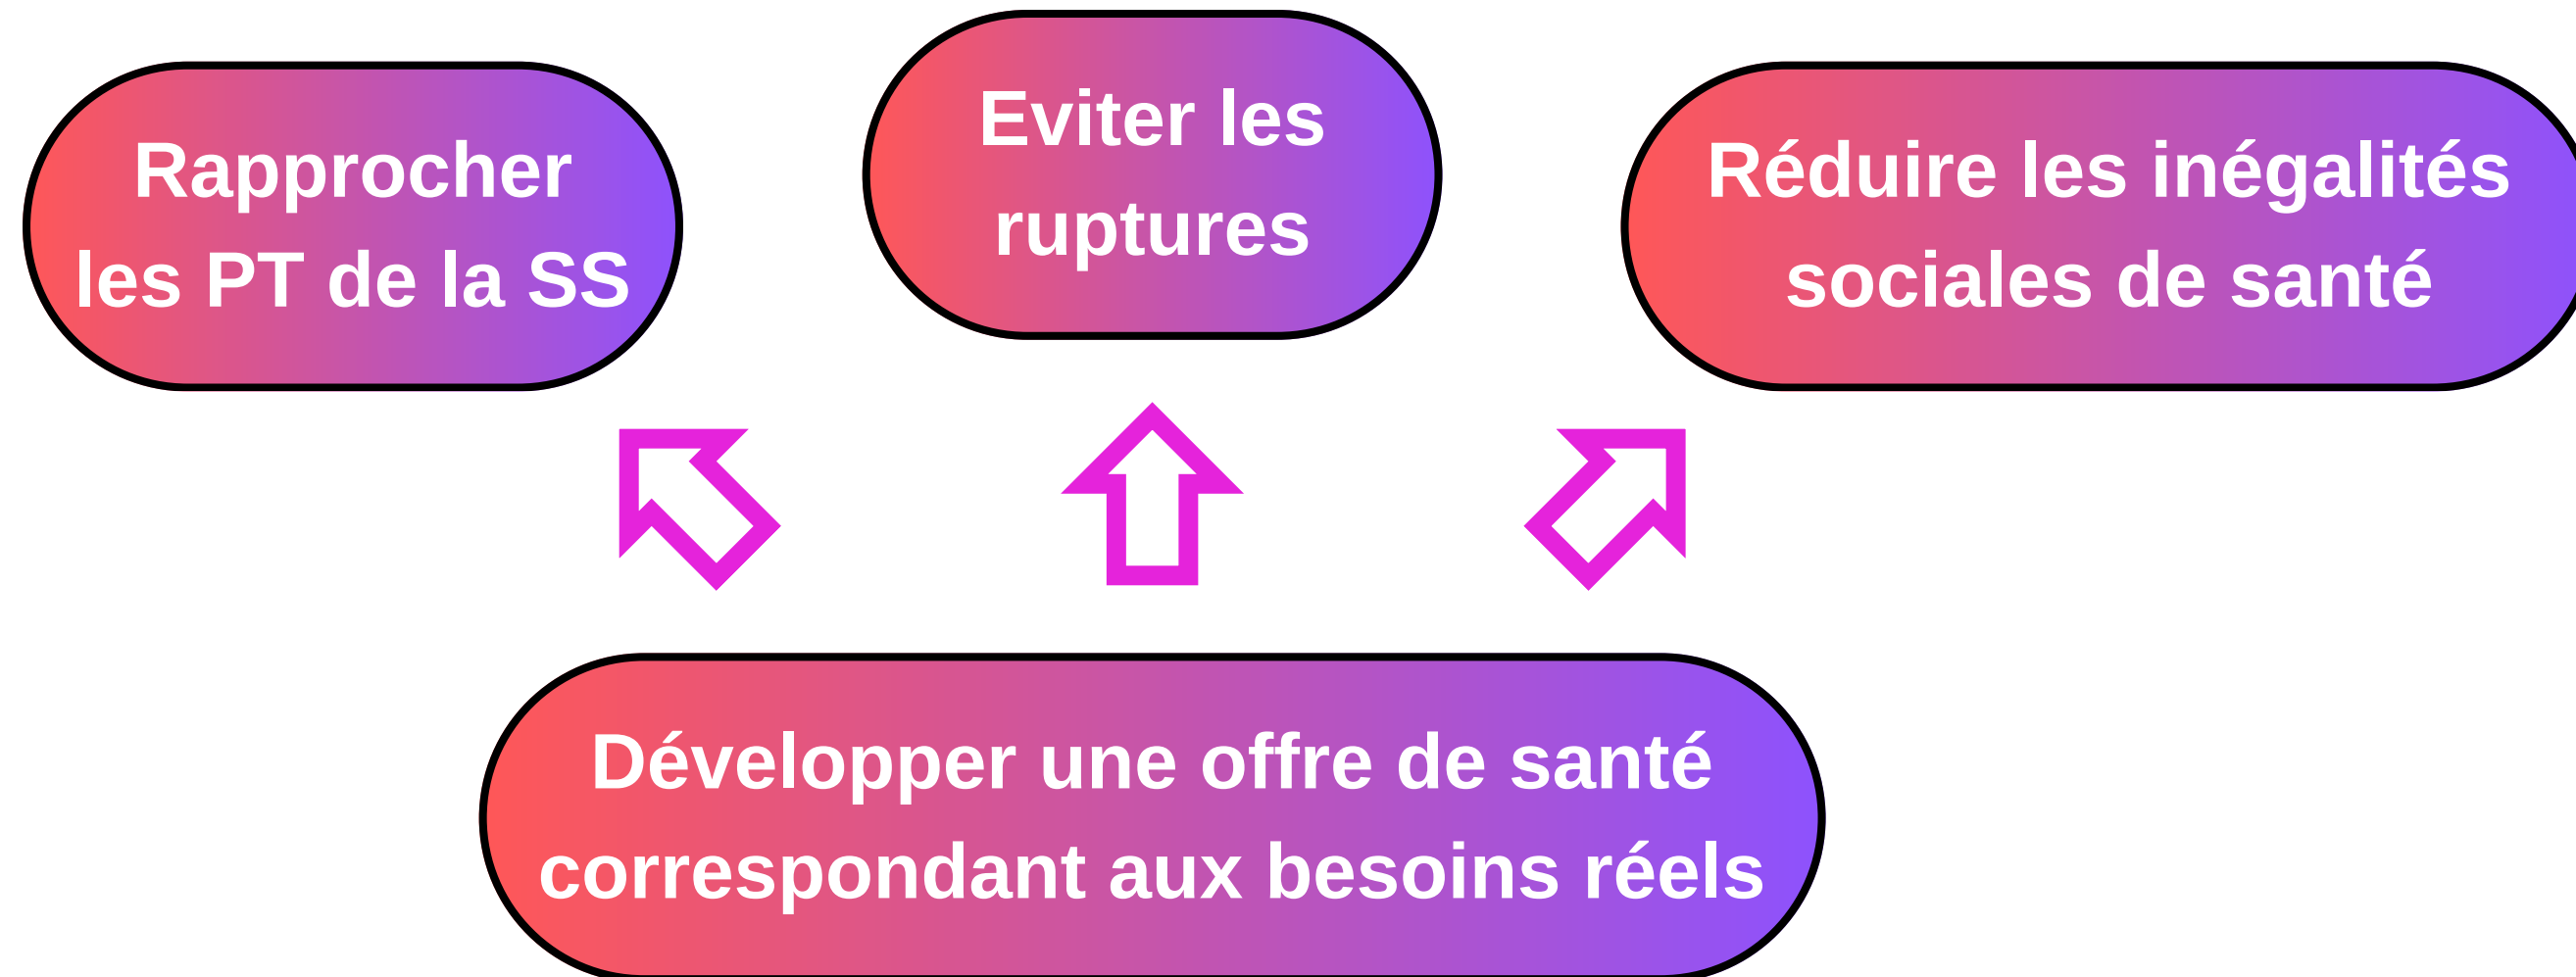 Rapprocher
les PT de la SS
Eviter les
ruptures
Réduire les inégalités
sociales de santé
Développer une offre de santé
correspondant aux besoins réels